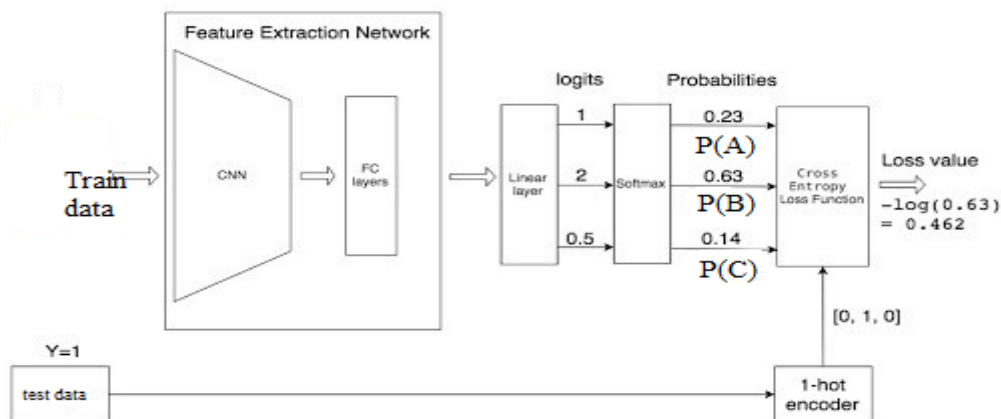 Feature Extraction Network
logits
Probabilities
Train
data
CNN
FC
layers
Linear
layer
1
2
0.5
Softmax
0.23
P(A)
0.63
P(B)
0.14
P(C)
Cross
Entropy
Loss Function
Loss value
-log(0.63)
= 0.462
[0, 1, 0]
Y=1
test data
1-hot
encoder